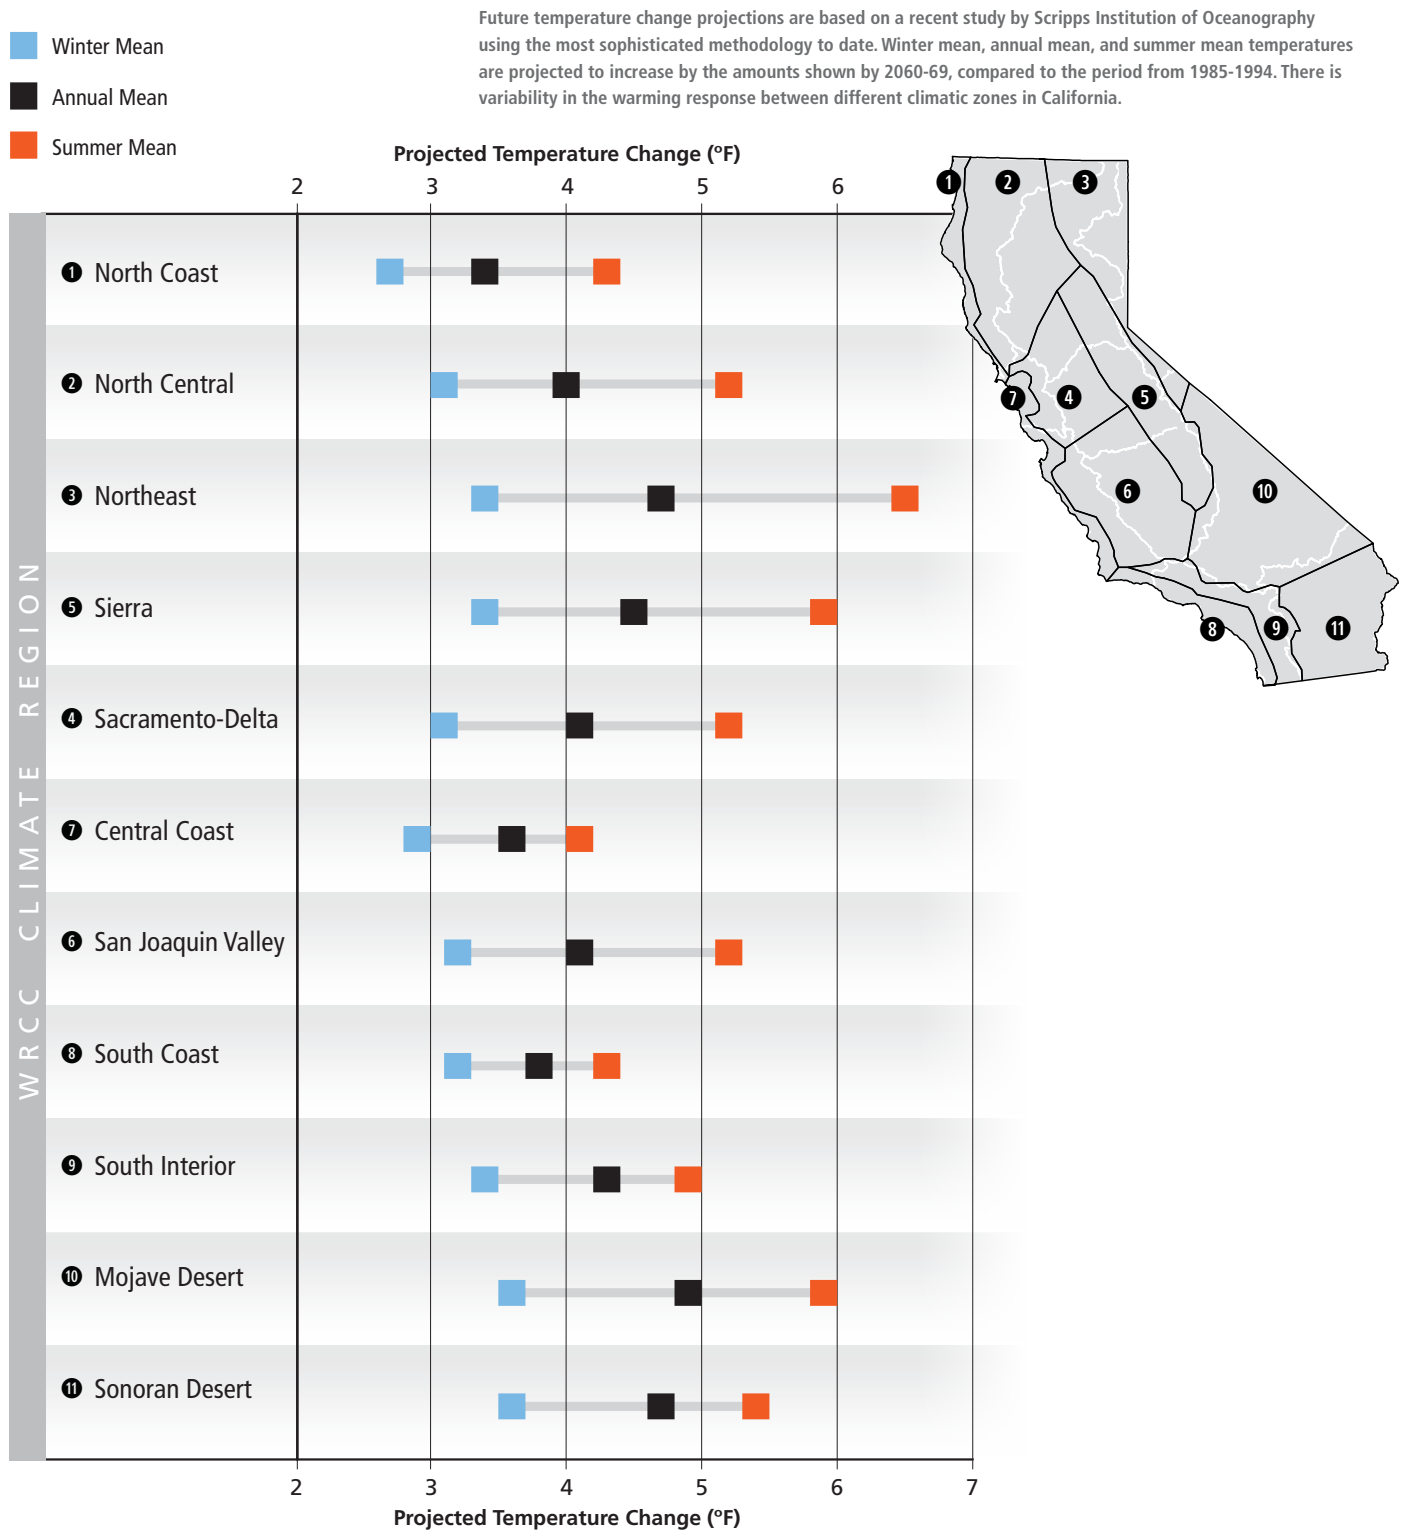 Future temperature change projections are based on a recent study by Scripps Institution of Oceanography
using the most sophisticated methodology to date. Winter mean, annual mean, and summer mean temperatures
are projected to increase by the amounts shown by 2060-69, compared to the period from 1985-1994. There is
variability in the warming response between different climatic zones in California.
Winter Mean
Annual Mean
Summer Mean
Projected Temperature Change (ºF)
2 3 4 5 6
WRCC CLIMATE REGION
1 North Coast
2 North Central
3 Northeast
5 Sierra
4 Sacramento-Delta
7 Central Coast
6 San Joaquin Valley
8 South Coast
9 South Interior
10 Mojave Desert
11 Sonoran Desert
2 3 4 5 6 7
Projected Temperature Change (ºF)
1 2 3
7 4 5
6 10
8 9 11